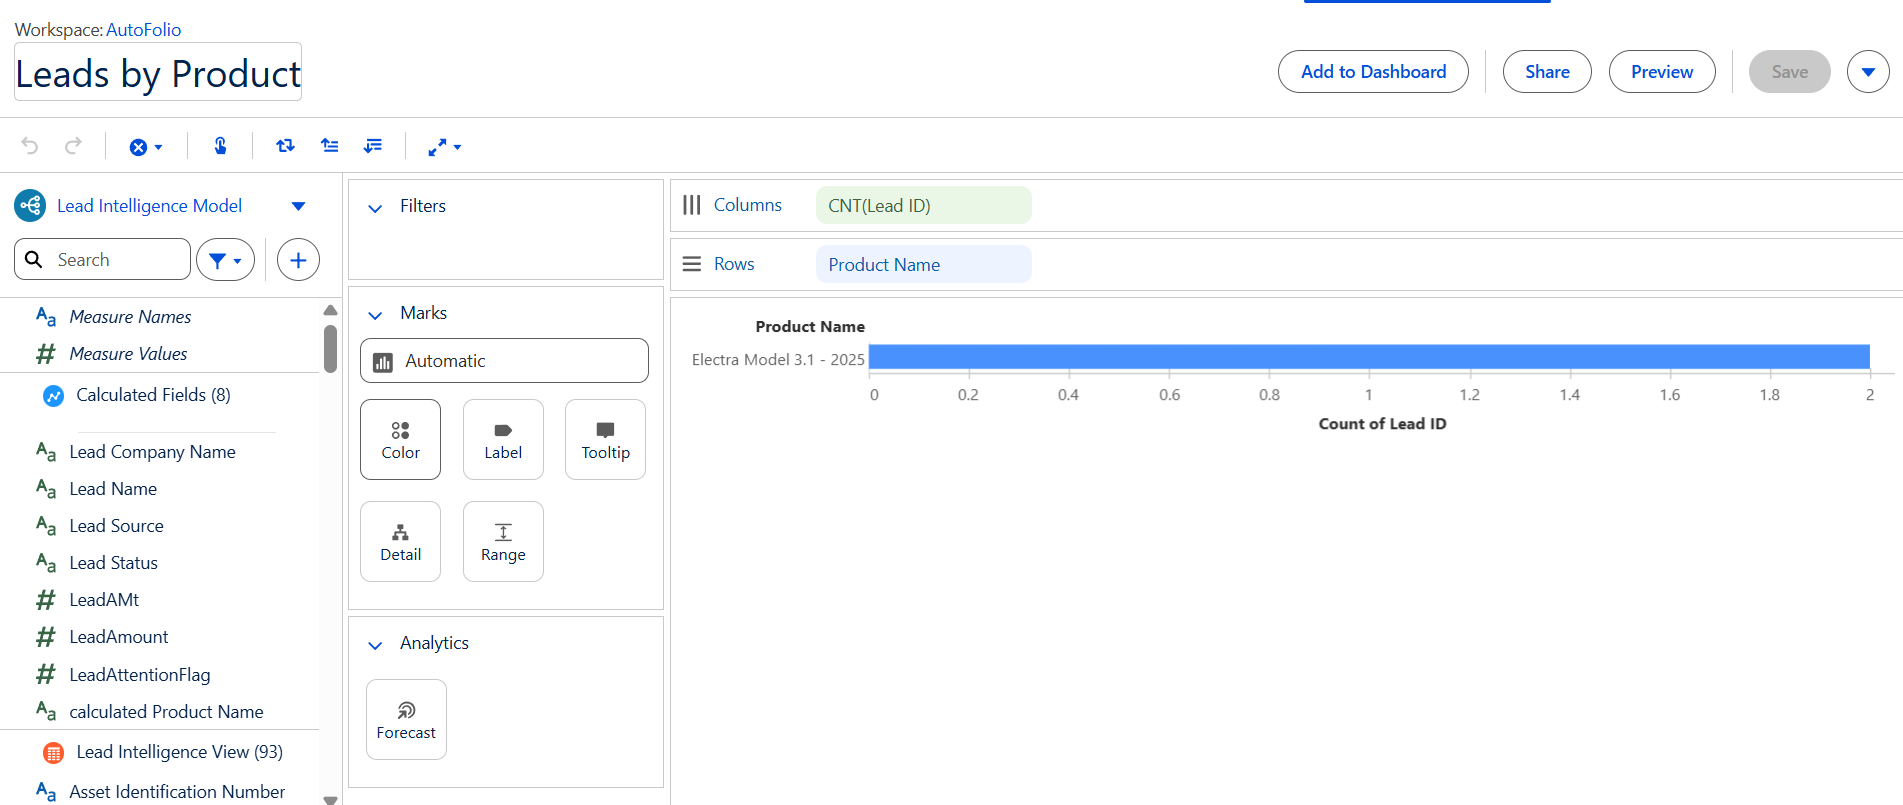 Workspace: AutoFolio
Leads by Product
Add to Dashboard
Share
Preview
Save
Lead Intelligence Model
Search
Measure Names
Measure Values
Calculated Fields (8)
Lead Company Name
Lead Name
Lead Source
Lead Status
LeadAMt
LeadAmount
LeadAttentionFlag
calculated Product Name
Lead Intelligence View (93)
Asset Identification Number
Filters
Marks
Automatic
Color
Label
Tooltip
Detail
Range
Analytics
Forecast
Columns
CNT(Lead ID)
Rows
Product Name
Product Name
Electra Model 3.1 - 2025
0 0.2 0.4 0.6 0.8 1 1.2 1.4 1.6 1.8 2
Count of Lead ID